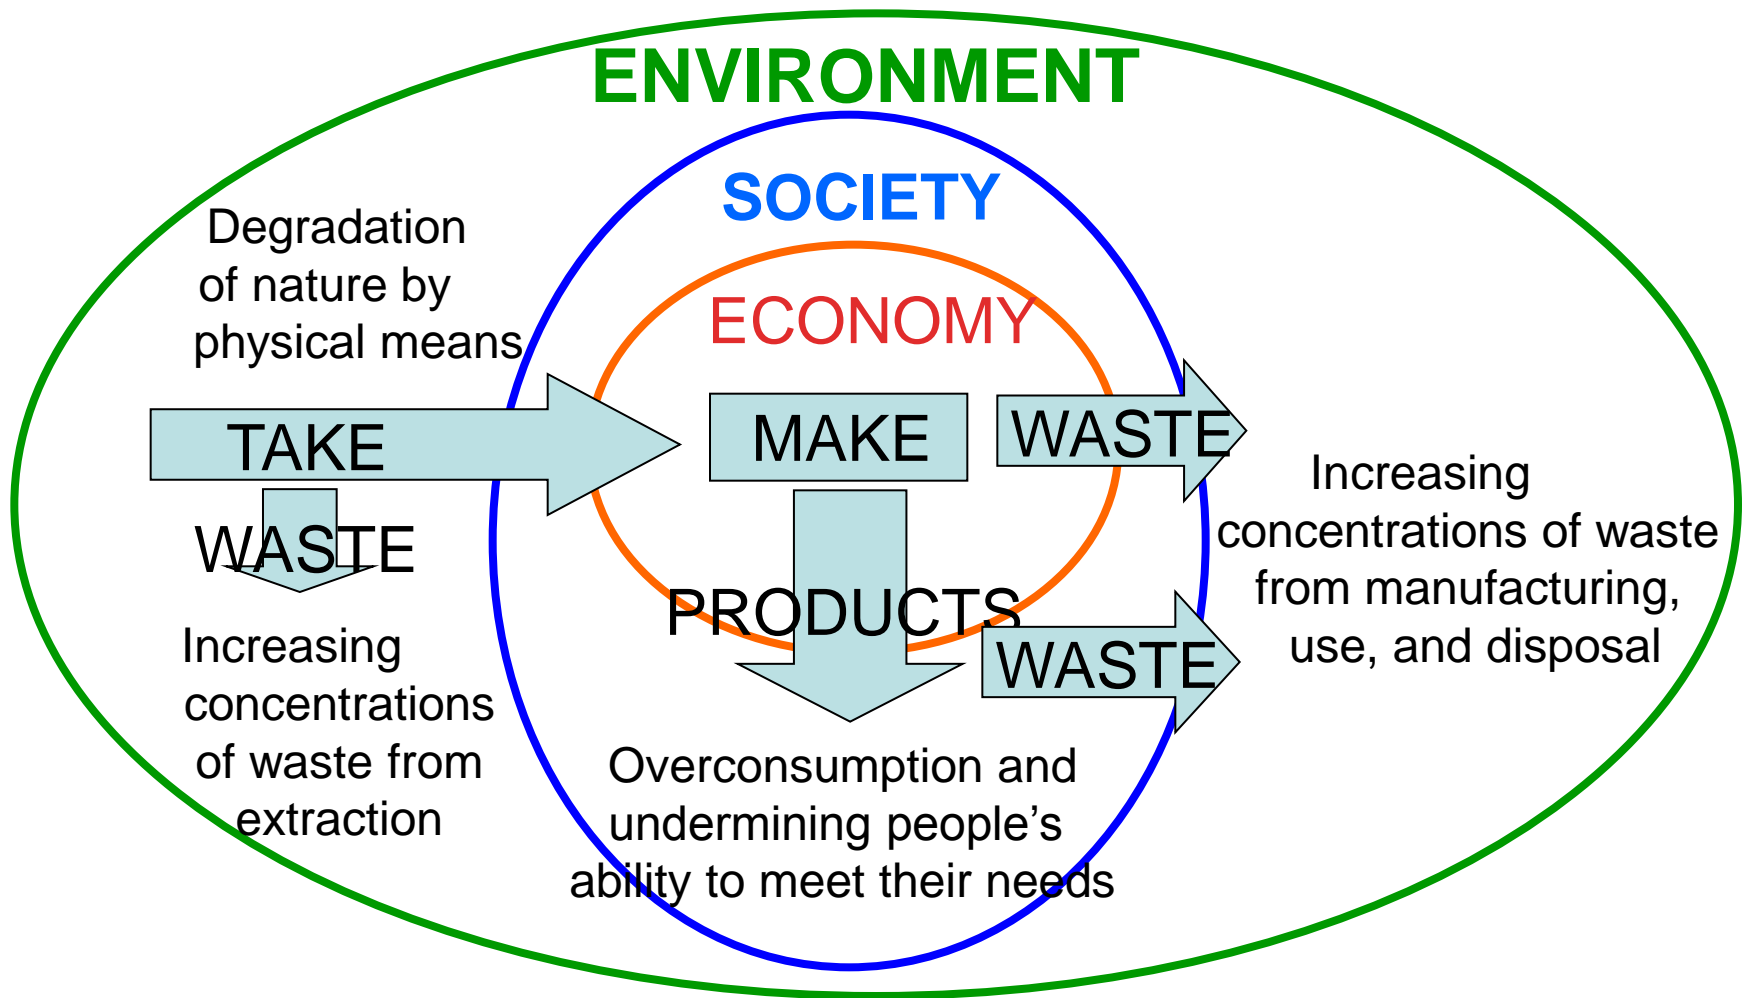 ENVIRONMENT
SOCIETY
ECONOMY
Degradation
of nature by
physical means
TAKE
MAKE
WASTE
WASTE
Increasing
concentrations
of waste from
extraction
PRODUCTS
WASTE
Increasing
concentrations of waste
from manufacturing,
use, and disposal
Overconsumption and
undermining people’s
ability to meet their needs